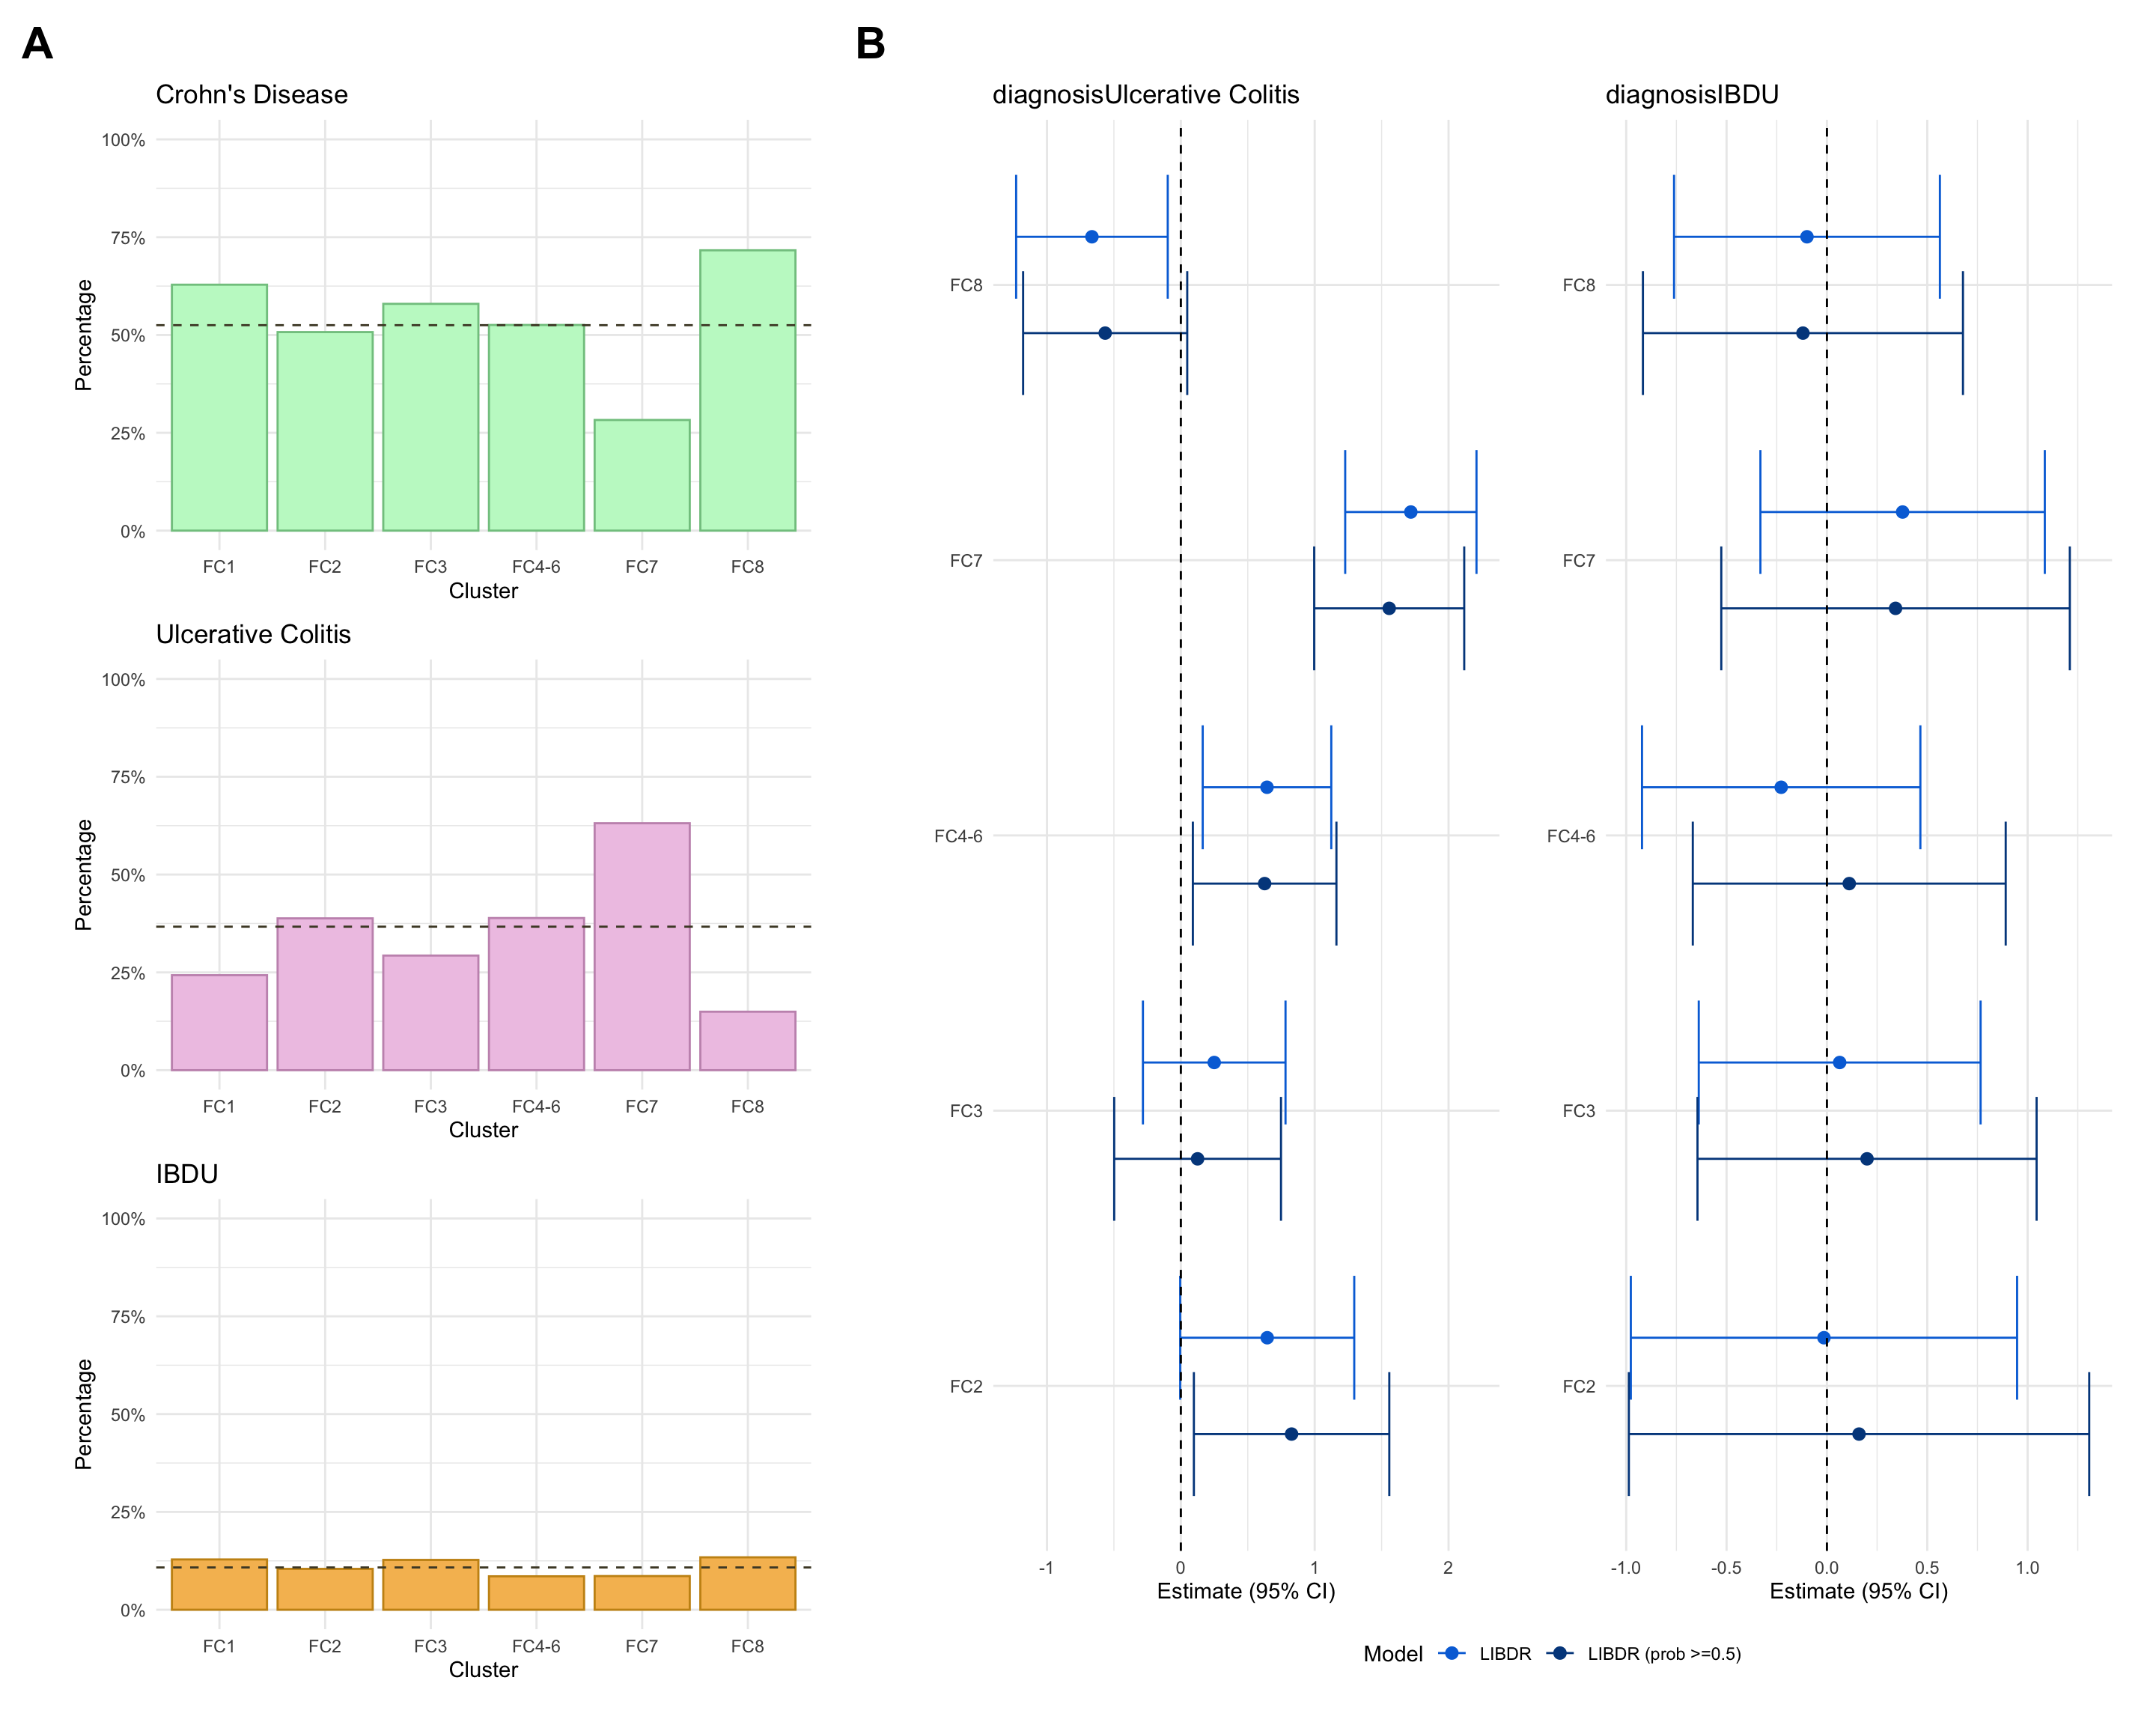 A
Crohn's Disease
100%
75%
50%
25%
0%
Percentage
FC1 FC2 FC3 FC4-6 FC7 FC8
Cluster
Ulcerative Colitis
100%
75%
50%
25%
0%
Percentage
FC1 FC2 FC3 FC4-6 FC7 FC8
Cluster
IBDU
100%
75%
50%
25%
0%
Percentage
FC1 FC2 FC3 FC4-6 FC7 FC8
Cluster
B
diagnosisUlcerative Colitis
FC8
FC7
FC4-6
FC3
FC2
-1 0 1 2
Estimate (95% CI)
diagnosisIBDU
FC8
FC7
FC4-6
FC3
FC2
-1.0 -0.5 0.0 0.5 1.0
Estimate (95% CI)
Model LIBDR LIBDR (prob >=0.5)